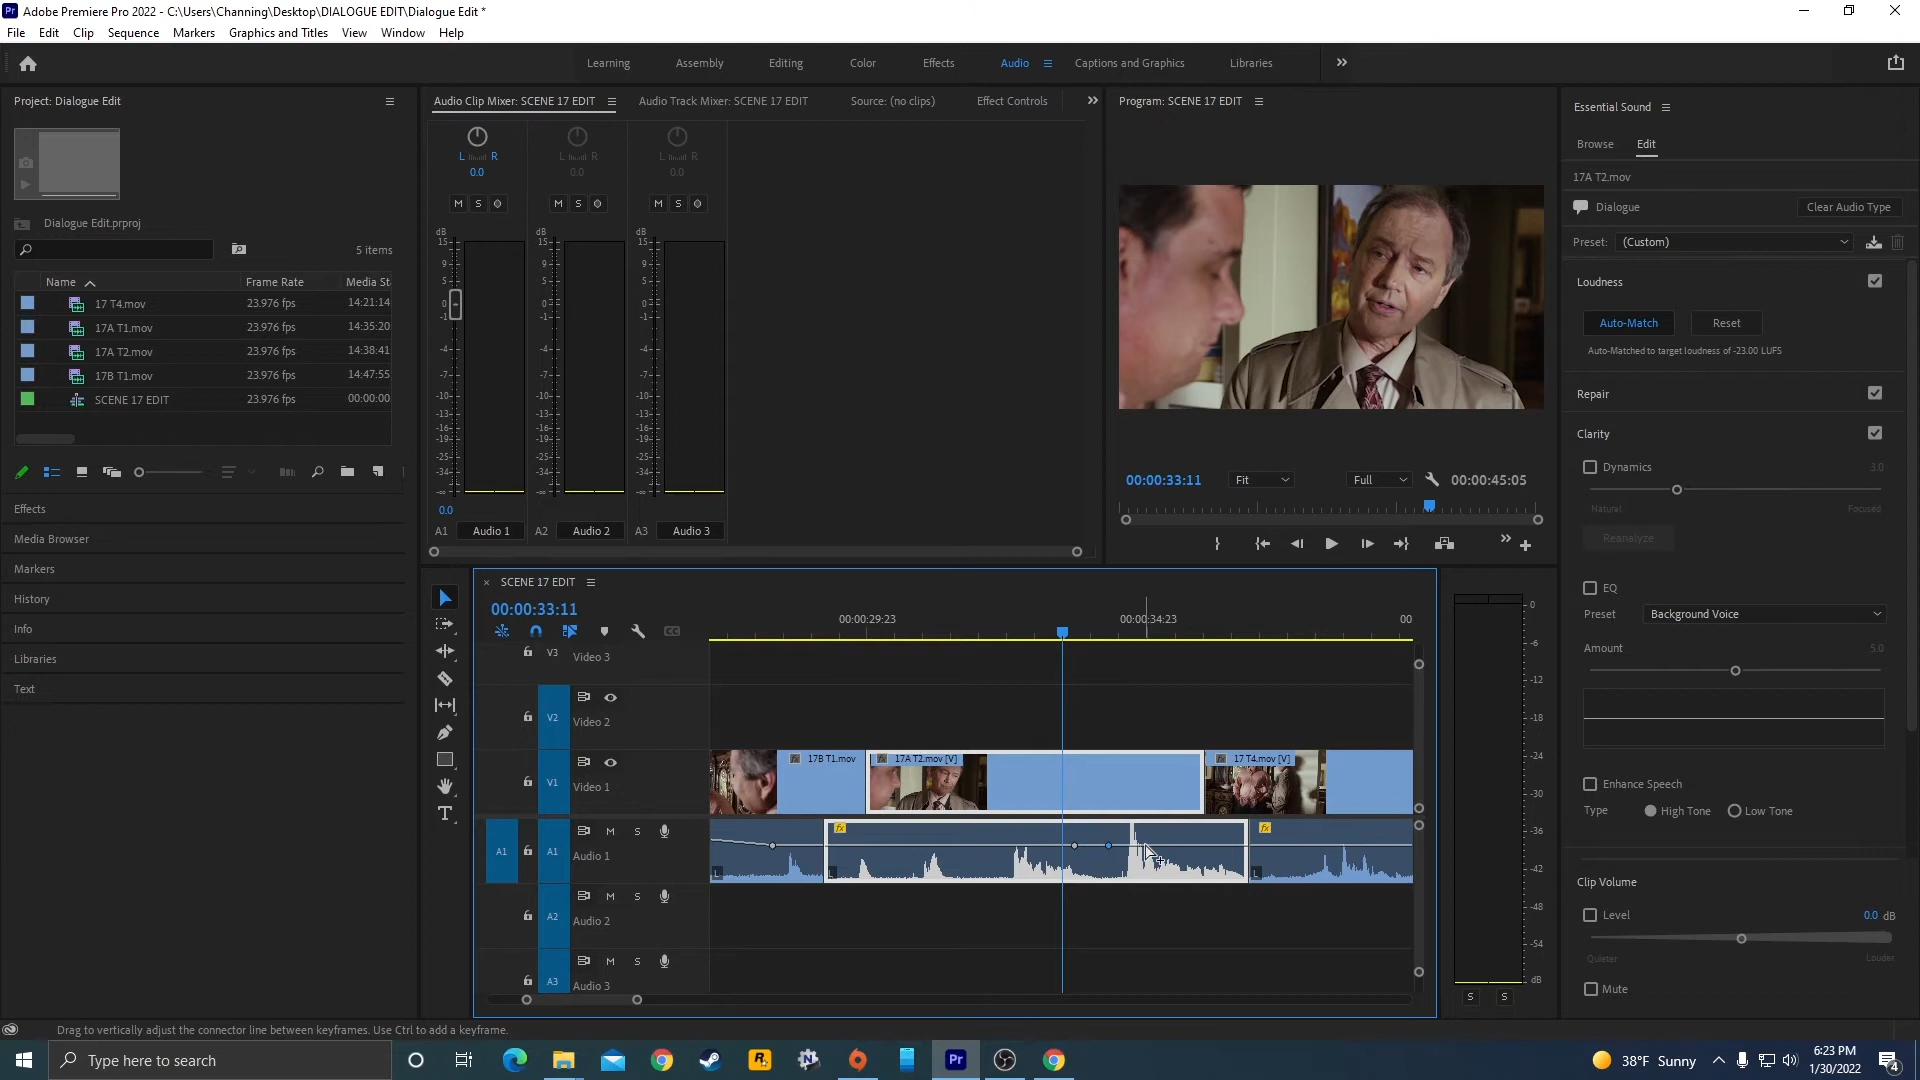 Adobe Premiere Pro 2022 - C:\Users\Channing\Desktop\DIALOGUE EDIT\Dialogue Edit *
File Edit Clip Sequence Markers Graphics and Titles View Window Help
Learning Assembly Editing Color Effects Audio Captions and Graphics Libraries
Project: Dialogue Edit
Dialogue Edit.prproj
5 items
Name Frame Rate Media St
17 T4.mov 23.976 fps 14:21:14
17A T1.mov 23.976 fps 14:35:20
17A T2.mov 23.976 fps 14:38:41
17B T1.mov 23.976 fps 14:47:55
SCENE 17 EDIT 23.976 fps 00:00:00
Effects
Media Browser
Markers
History
Info
Libraries
Text
Audio Clip Mixer: SCENE 17 EDIT Audio Track Mixer: SCENE 17 EDIT Source: (no clips) Effect Controls
L R L R L R
0.0 0.0 0.0
M S M S M S
dB dB dB
15 15 15
9 9 9
5 5 5
0 0 0
-1 -1 -1
-4 -4 -4
-7 -7 -7
-10 -10 -10
-13 -13 -13
-16 -16 -16
-19 -19 -19
-25 -25 -25
-34 -34 -34
-∞ -∞ -∞
0.0
A1 Audio 1 A2 Audio 2 A3 Audio 3
Program: SCENE 17 EDIT
00:00:33:11 Fit Full 00:00:45:05
SCENE 17 EDIT
00:00:33:11
00:00:29:23 00:00:34:23 00
V3 Video 3
V2 Video 2
V1 Video 1
fx 17B T1.mov fx 17A T2.mov [V] fx 17 T4.mov [V]
A1 A1 M S Audio 1
fx fx
L L L
A2 M S Audio 2
A3 M S Audio 3
0
-6
-12
-18
-24
-30
-36
-42
-48
-54
dB
S S
Essential Sound
Browse Edit
17A T2.mov
Dialogue Clear Audio Type
Preset: (Custom)
Loudness
Auto-Match Reset
Auto-Matched to target loudness of -23.00 LUFS
Repair
Clarity
Dynamics 3.0
Natural Focused
Reanalyze
EQ
Preset Background Voice
Amount 5.0
Enhance Speech
Type High Tone Low Tone
Clip Volume
Level 0.0 dB
Quieter Louder
Mute
Drag to vertically adjust the connector line between keyframes. Use Ctrl to add a keyframe.
Type here to search
38°F Sunny
6:23 PM
1/30/2022
4